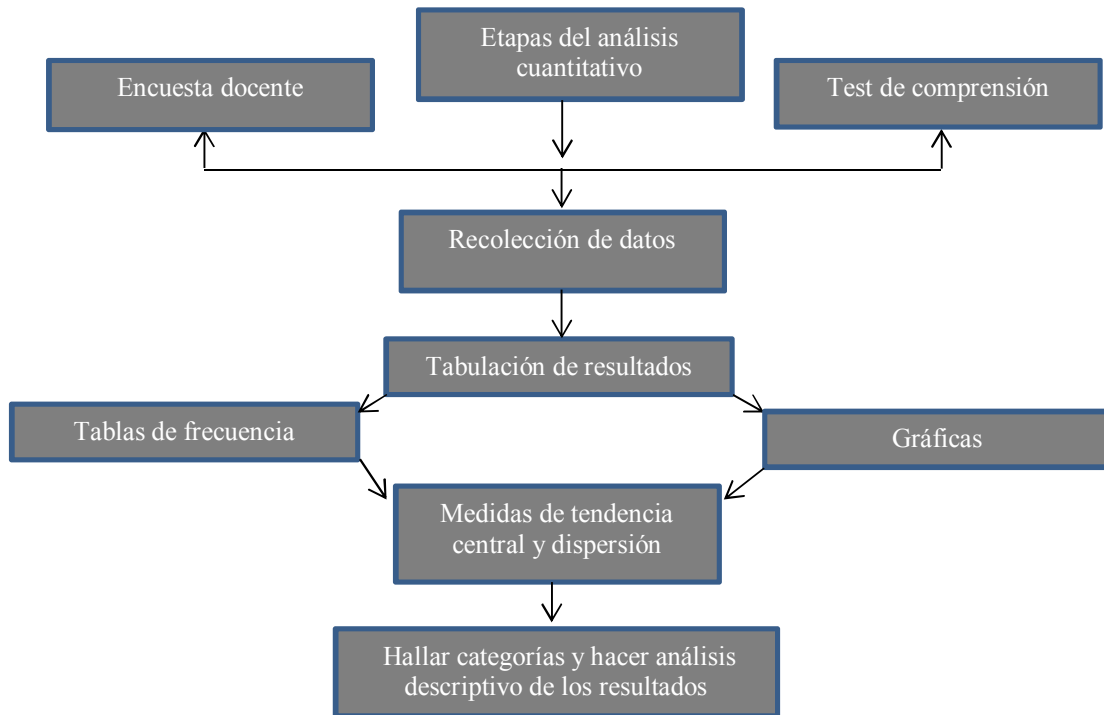 Etapas del análisis
cuantitativo
Encuesta docente
Test de comprensión
Recolección de datos
Tabulación de resultados
Tablas de frecuencia
Gráficas
Medidas de tendencia
central y dispersión
Hallar categorías y hacer análisis
descriptivo de los resultados